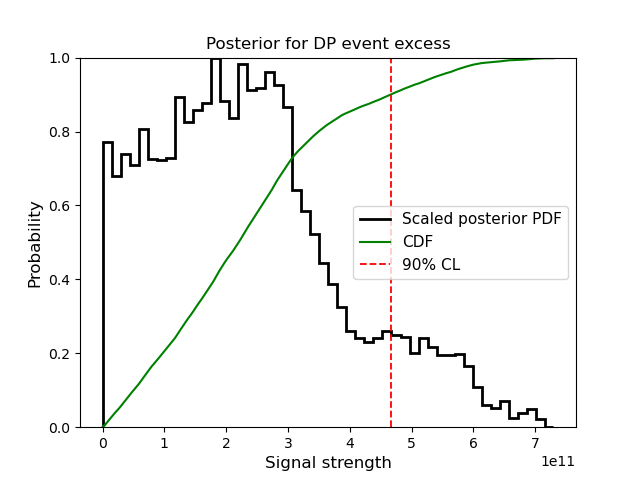 Posterior for DP event excess
Probability
1.0
0.8
0.6
0.4
0.2
0.0
Scaled posterior PDF
CDF
90% CL
0 1 2 3 4 5 6 7
1e11
Signal strength